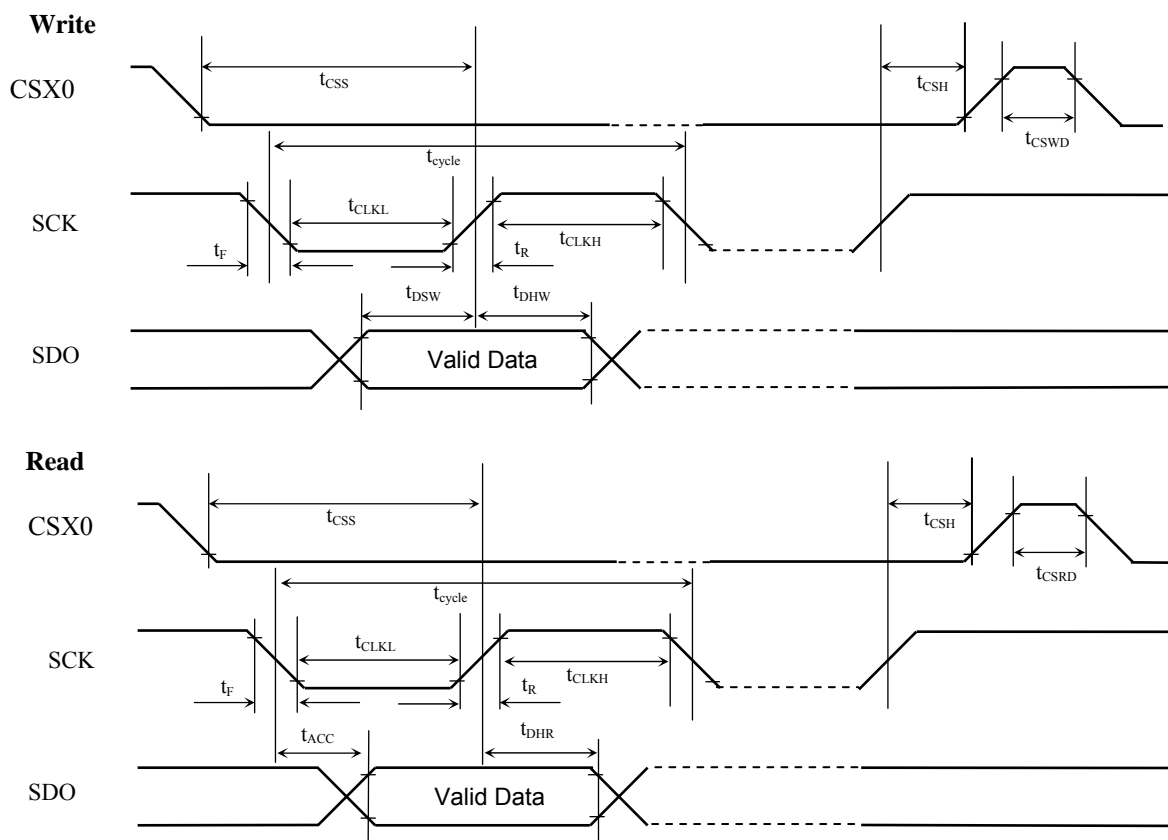 Write
CSX0
tCSS
tCSH
tCSWD
tcycle
SCK
tCLKL
tCLKH
tF
tR
tDSW
tDHW
SDO
Valid Data
Read
CSX0
tCSS
tCSH
tCSRD
tcycle
SCK
tCLKL
tCLKH
tF
tR
tACC
tDHR
SDO
Valid Data